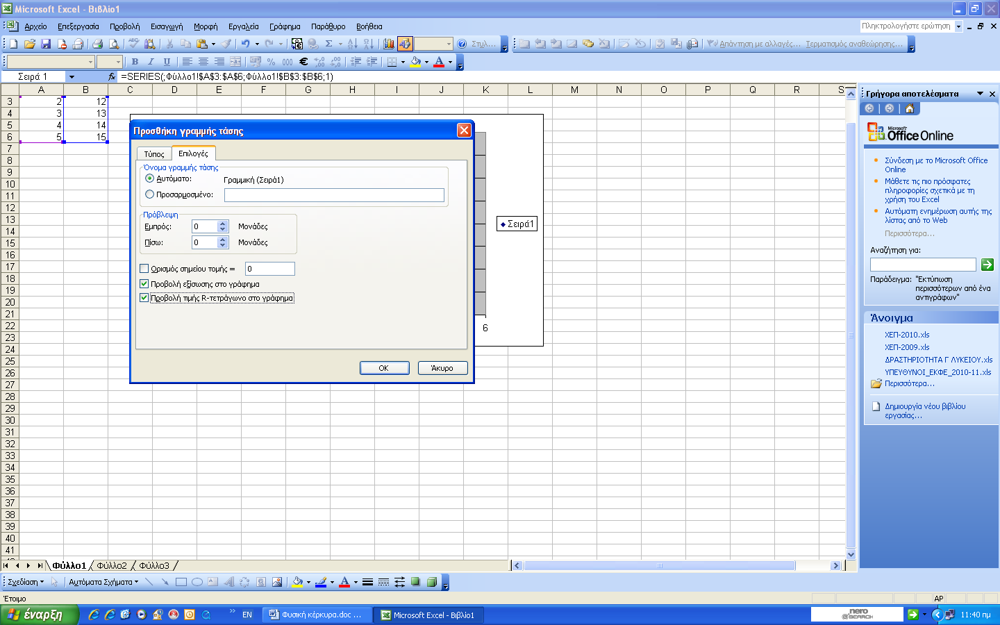 Microsoft Excel - Βιβλίο1
Αρχείο Επεξεργασία Προβολή Εισαγωγή Μορφή Εργαλεία Γράφημα Παράθυρο Βοήθεια
Πληκτρολογήστε ερώτηση
Στυλ... Απάντηση με αλλαγές... Τερματισμός αναθεώρησης...
B I U % 000 €
Σειρά 1 fx =SERIES(;Φύλλο1!$A$3:$A$6;Φύλλο1!$B$3:$B$6;1)
A B C D E F G H I J K L M N O P Q R S
3 2 12
4 3 13
5 4 14
6 5 15
7
8
9
10
11
12
13
14
15
16
17
18
19
20
21
22
23
24
25
26
27
28
29
30
31
32
33
34
35
36
37
38
39
40
41
Προσθήκη γραμμής τάσης
Τύπος Επιλογές
Όνομα γραμμής τάσης
Αυτόματο: Γραμμική (Σειρά1)
Προσαρμοσμένο:
Πρόβλεψη
Εμπρός: 0 Μονάδες
Πίσω: 0 Μονάδες
Ορισμός σημείου τομής = 0
Προβολή εξίσωσης στο γράφημα
Προβολή τιμής R-τετράγωνο στο γράφημα
OK Άκυρο
Σειρά1
6
Γρήγορα αποτελέσματα
Microsoft
Office Online
Σύνδεση με το Microsoft Office
Online
Μάθετε τις πιο πρόσφατες
πληροφορίες σχετικά με τη
χρήση του Excel
Αυτόματη ενημέρωση αυτής της
λίστας από το Web
Περισσότερα...
Αναζήτηση για:
Παράδειγμα: "Εκτύπωση
περισσότερων από ένα
αντιγράφων"
Άνοιγμα
ΧΕΠ-2010.xls
ΧΕΠ-2009.xls
ΔΡΑΣΤΗΡΙΟΤΗΤΑ Γ ΛΥΚΕΙΟΥ.xls
ΥΠΕΥΘΥΝΟΙ_ΕΚΦΕ_2010-11.xls
Περισσότερα...
Δημιουργία νέου βιβλίου
εργασίας...
Φύλλο1 Φύλλο2 Φύλλο3
Σχεδίαση Αυτόματα Σχήματα
Έτοιμο
ΑΡ
έναρξη
EN
Φυσική κέρκυρα.doc ...
Microsoft Excel - Βιβλίο1
nero
SEARCH
11:40 πμ